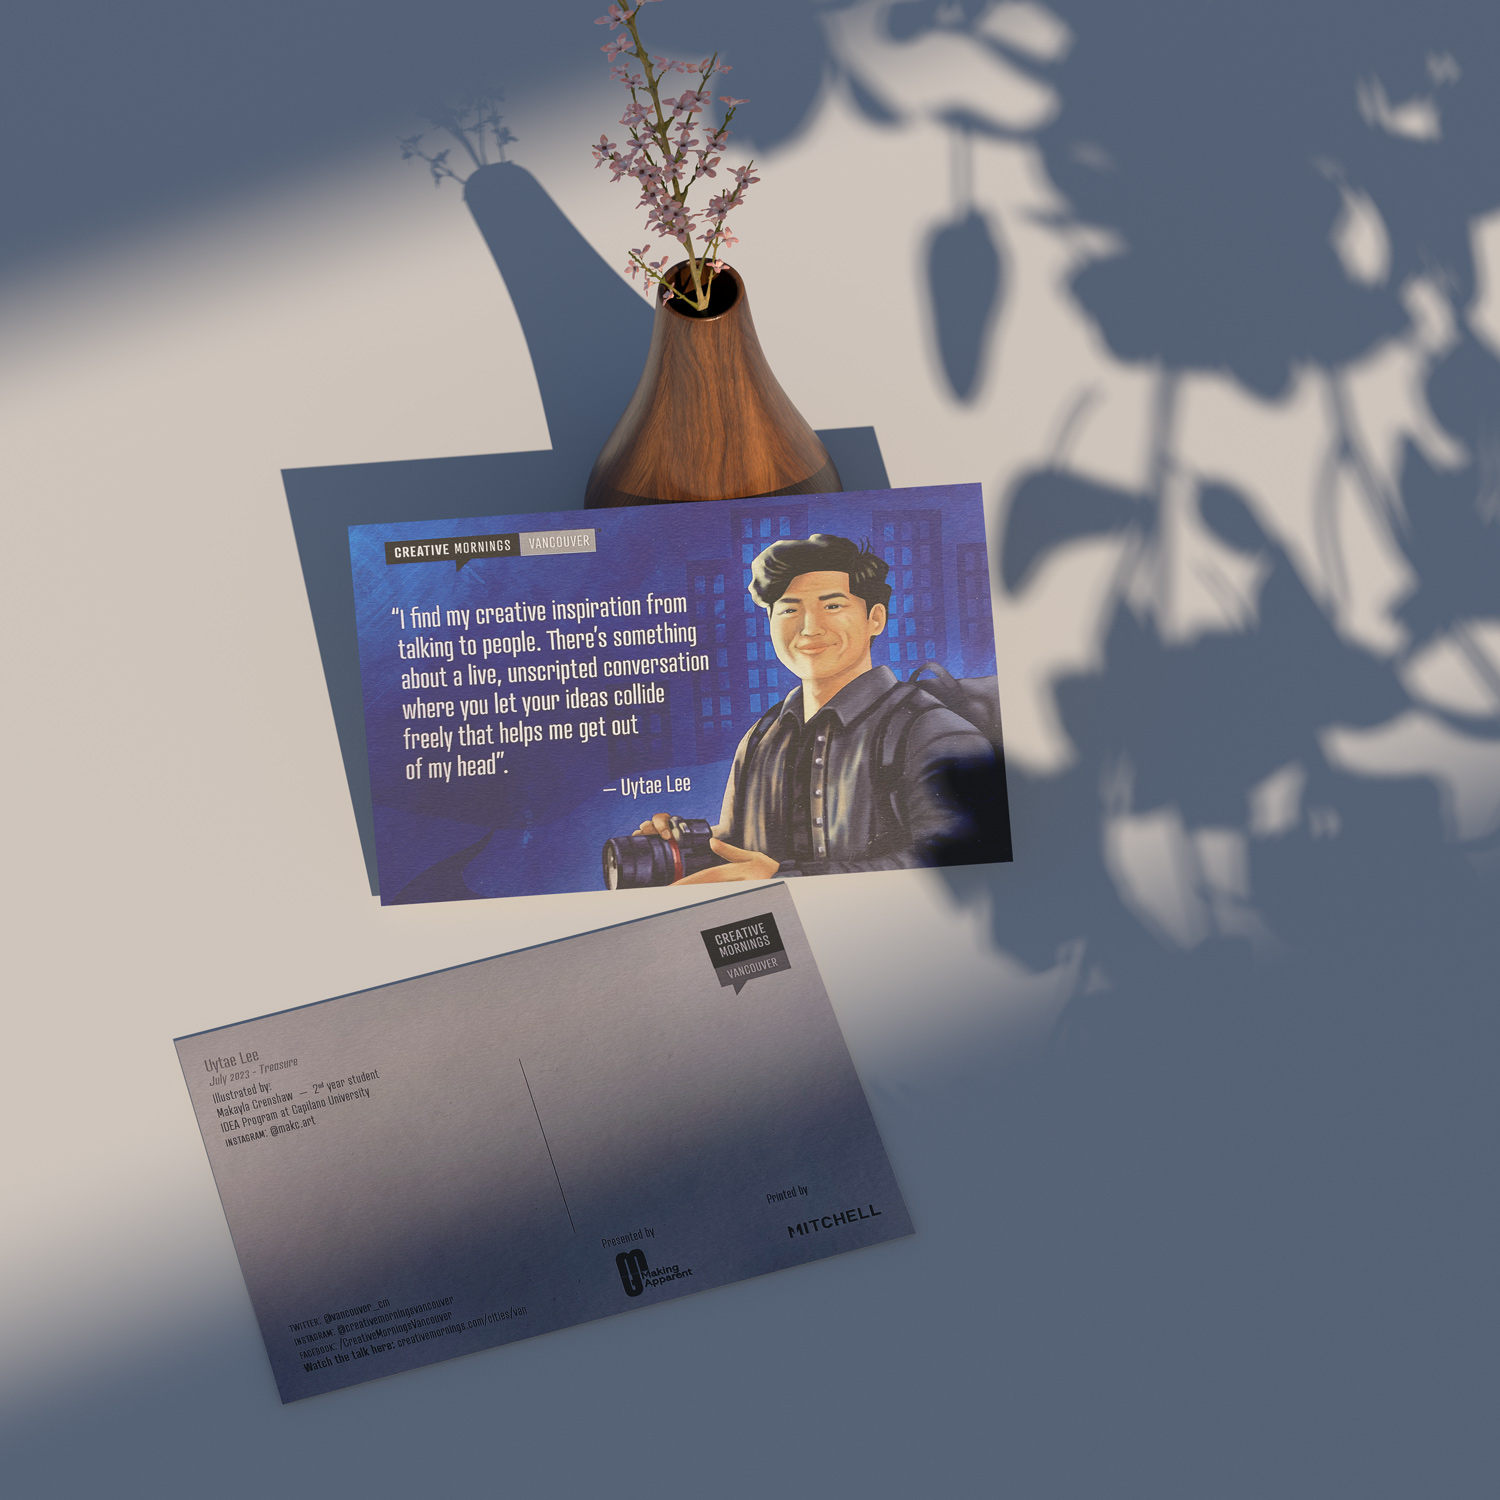 CREATIVE MORNINGS VANCOUVER
“I find my creative inspiration from
talking to people. There's something
about a live, unscripted conversation
where you let your ideas collide
freely that helps me get out
of my head”.
— Uytae Lee
CREATIVE
MORNINGS
VANCOUVER
Uytae Lee
July 2023 - Treasure
Illustrated by:
Makayla Crenshaw — 2nd year student
IDEA Program at Capilano University
INSTAGRAM: @makc.art
Presented by
Making
Apparent
Printed by
MITCHELL
TWITTER: @vancouver_cm
INSTAGRAM: @creativemorningsvancouver
FACEBOOK: /CreativeMorningsVancouver
Watch the talk here: creativemornings.com/cities/van